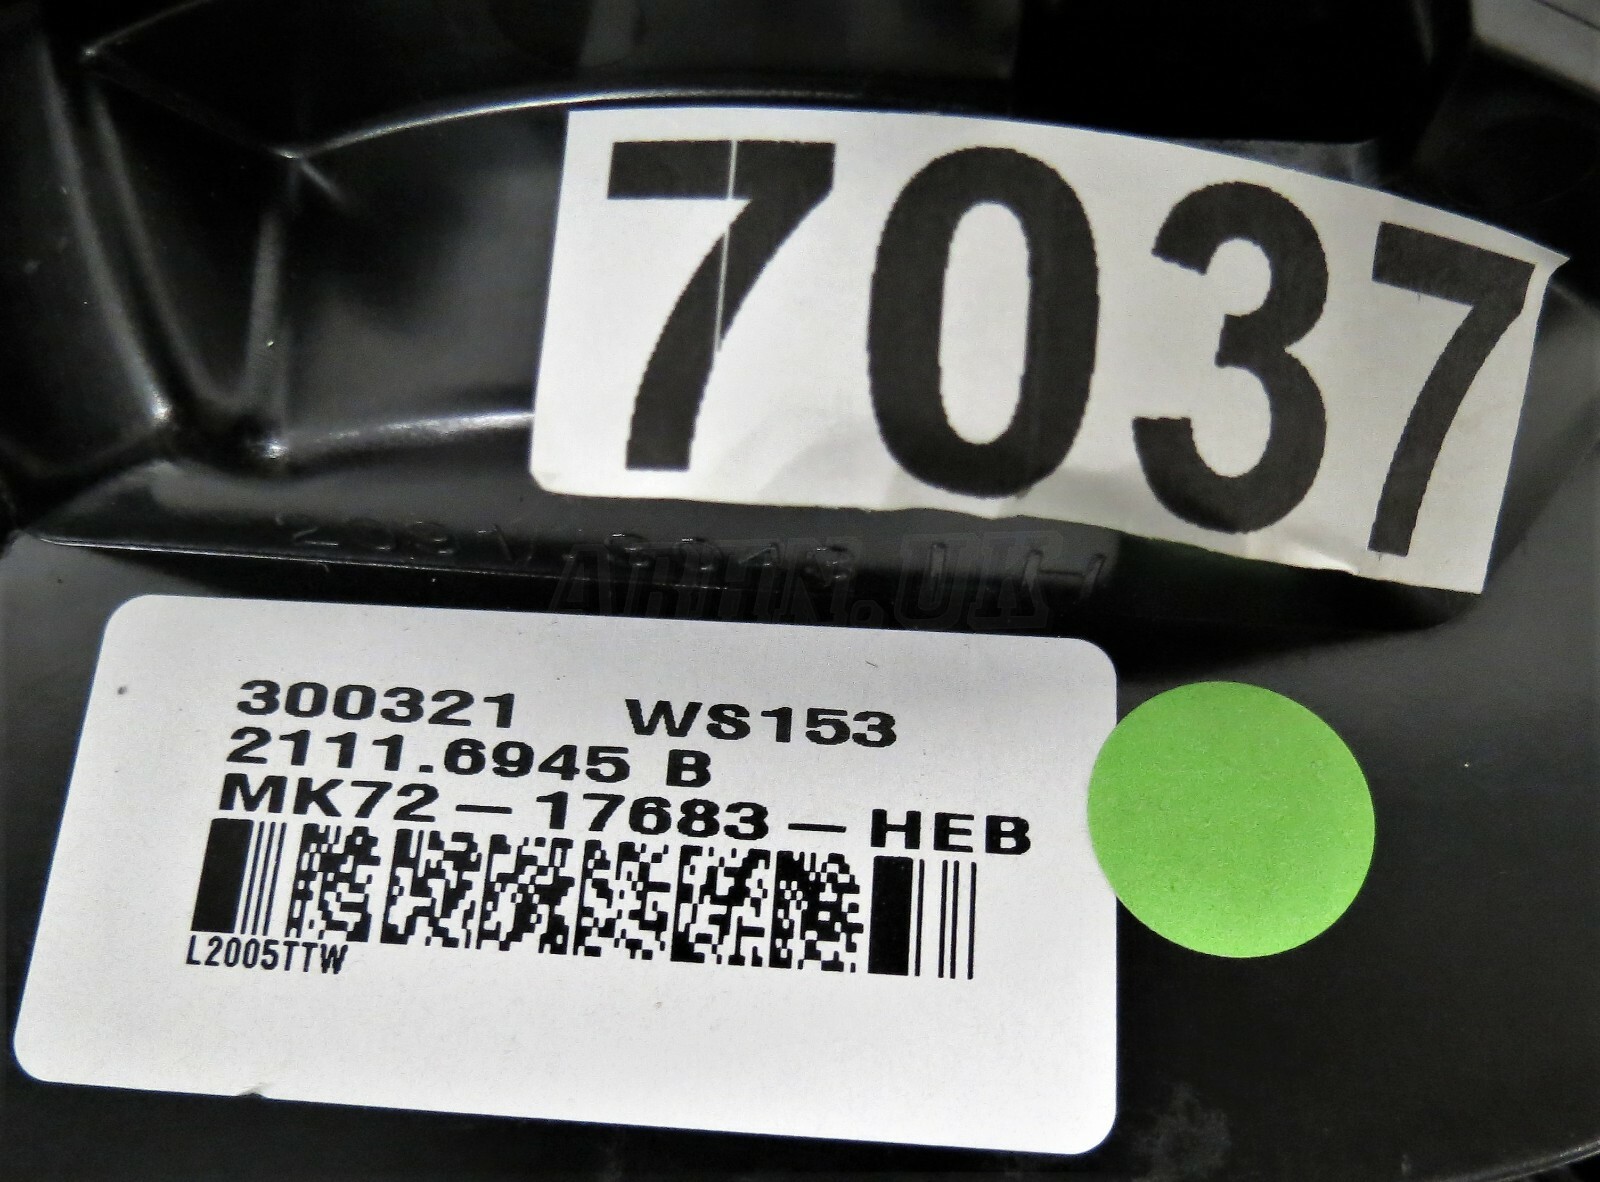 7037
300321 WS153
2111.6945 B
MK72-17683-HEB
L2005TTW